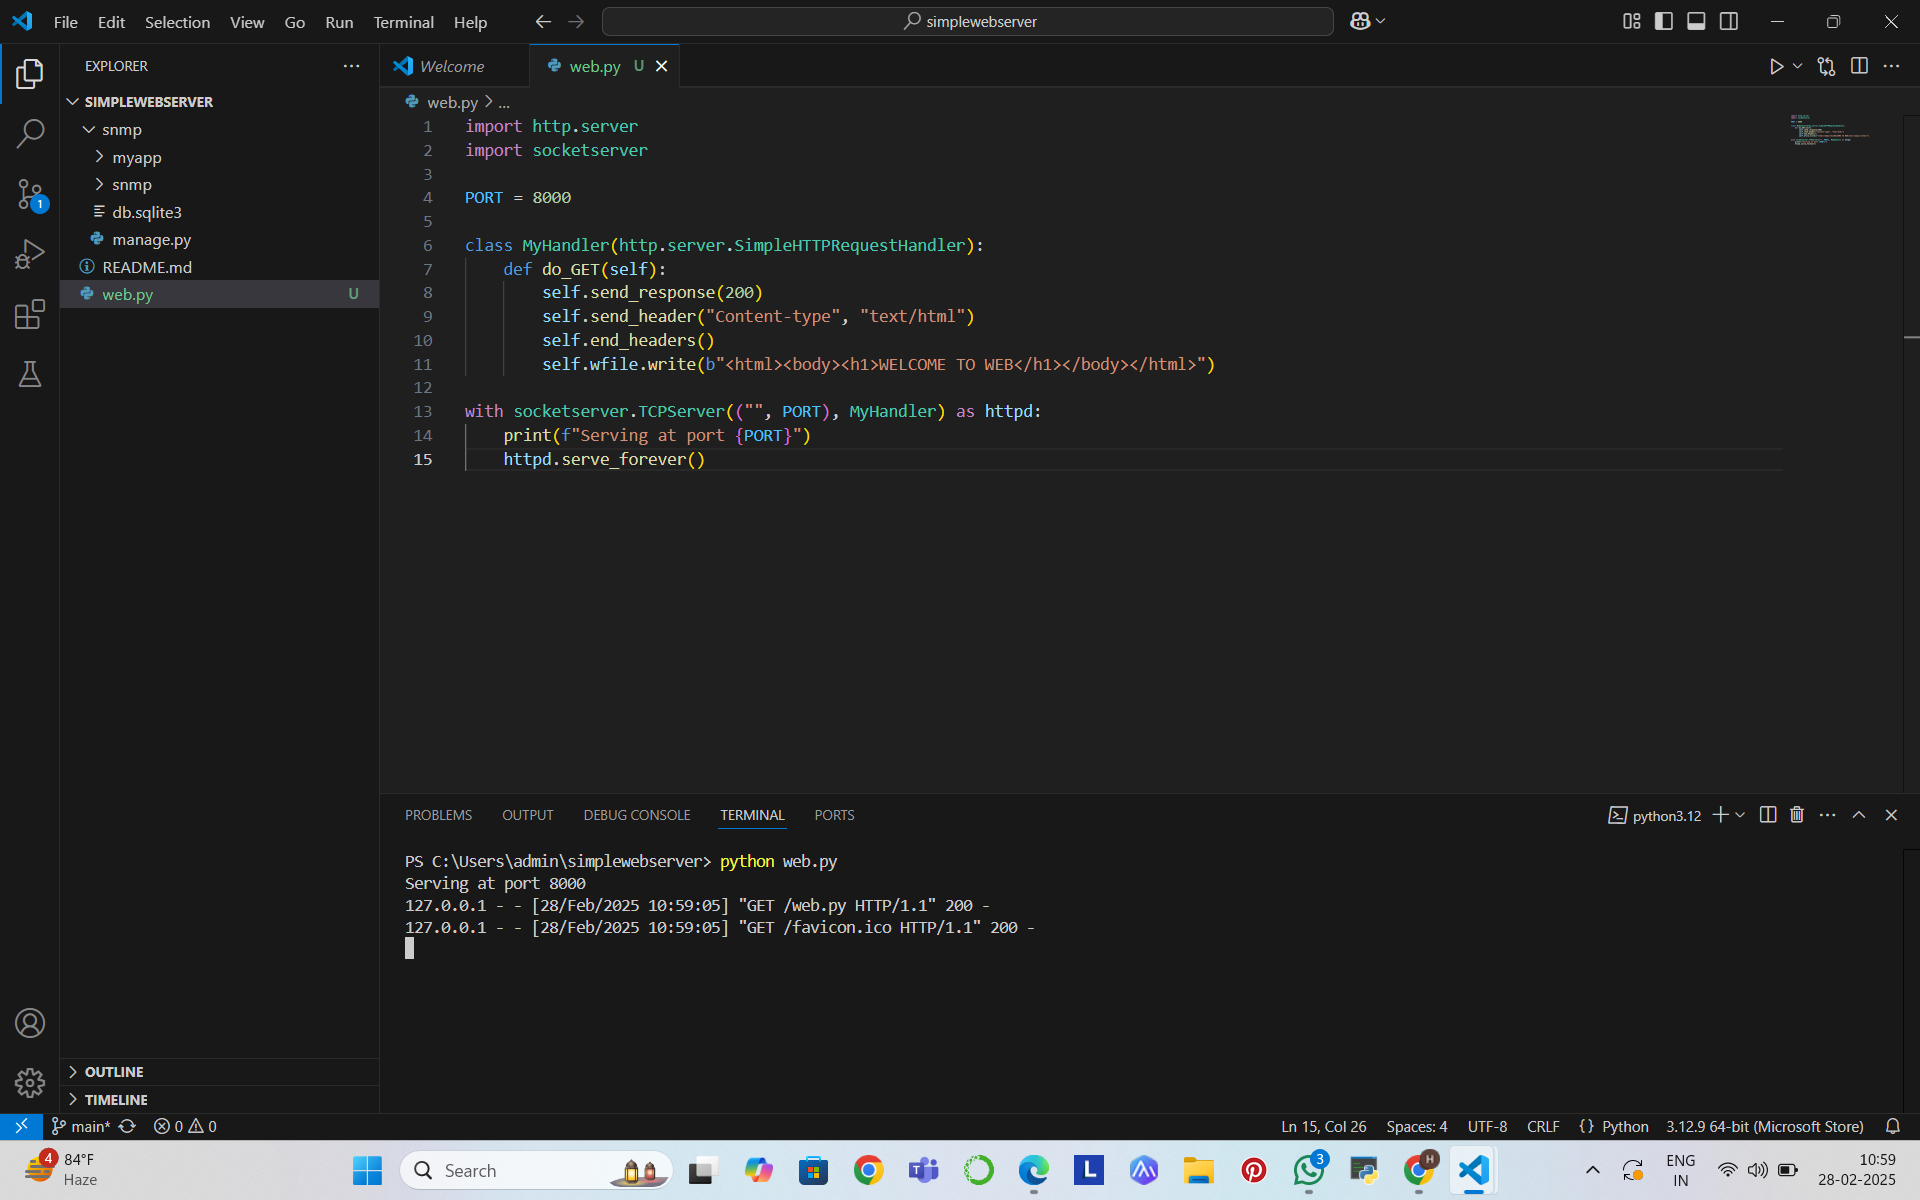 File Edit Selection View Go Run Terminal Help
simplewebserver
EXPLORER
SIMPLEWEBSERVER
snmp
myapp
snmp
db.sqlite3
manage.py
README.md
web.py U
OUTLINE
TIMELINE
1
Welcome
web.py U
web.py > ...
1 import http.server
2 import socketserver
3
4 PORT = 8000
5
6 class MyHandler(http.server.SimpleHTTPRequestHandler):
7 def do_GET(self):
8 self.send_response(200)
9 self.send_header("Content-type", "text/html")
10 self.end_headers()
11 self.wfile.write(b"<html><body><h1>WELCOME TO WEB</h1></body></html>")
12
13 with socketserver.TCPServer(("", PORT), MyHandler) as httpd:
14 print(f"Serving at port {PORT}")
15 httpd.serve_forever()
PROBLEMS OUTPUT DEBUG CONSOLE TERMINAL PORTS
python3.12
PS C:\Users\admin\simplewebserver> python web.py
Serving at port 8000
127.0.0.1 - - [28/Feb/2025 10:59:05] "GET /web.py HTTP/1.1" 200 -
127.0.0.1 - - [28/Feb/2025 10:59:05] "GET /favicon.ico HTTP/1.1" 200 -
main* 0 0
Ln 15, Col 26 Spaces: 4 UTF-8 CRLF {} Python 3.12.9 64-bit (Microsoft Store)
4
84°F
Haze
Search
T
L
3
H
ENG
IN
10:59
28-02-2025